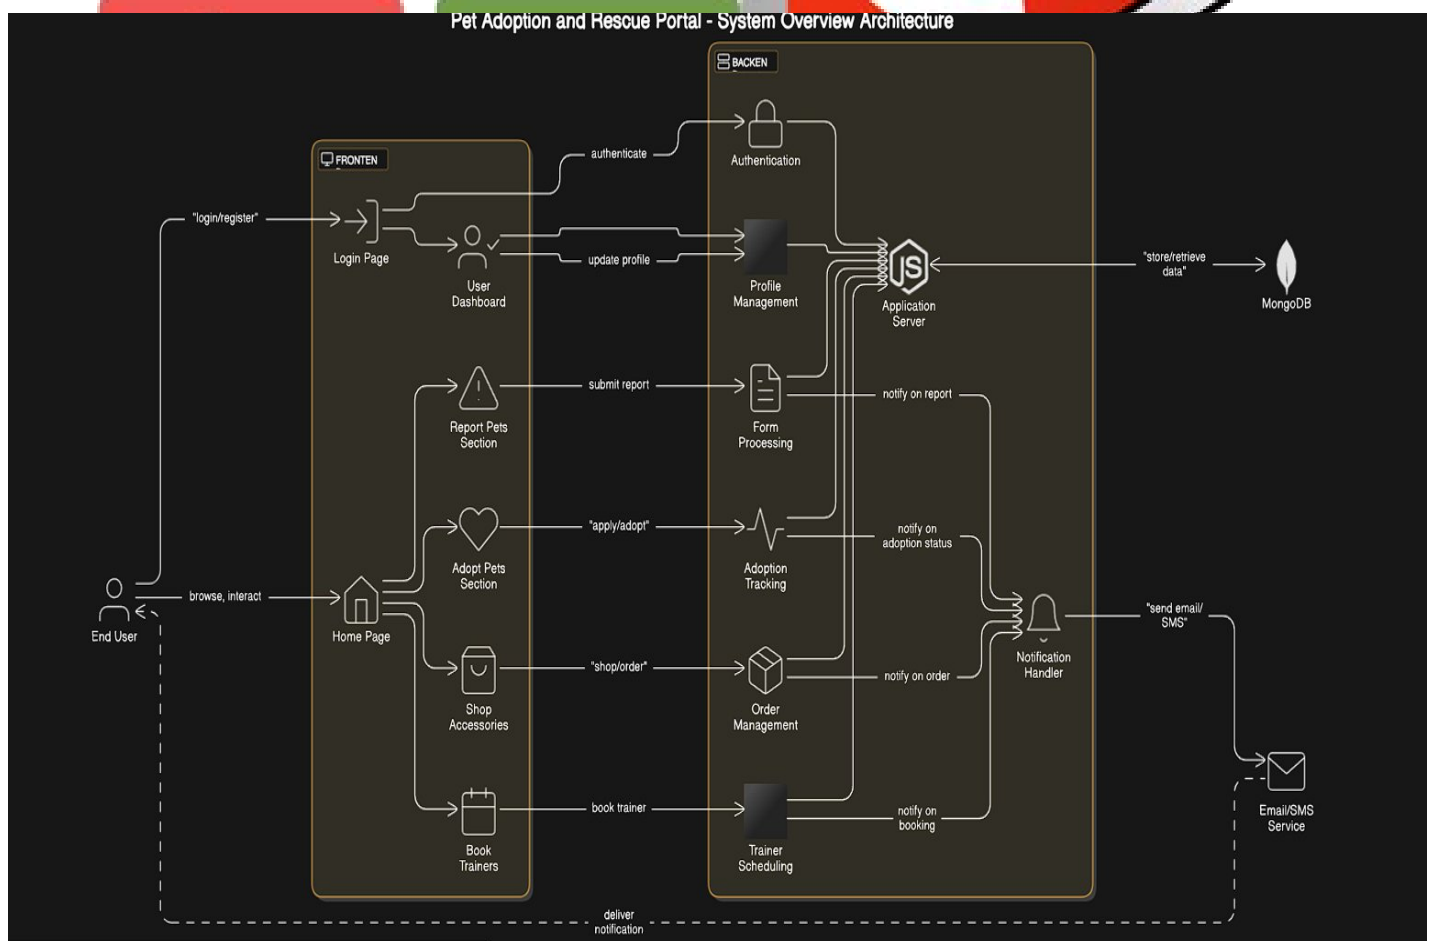 Pet Adoption and Rescue Portal - System Overview Architecture
BACKEN
FRONTEN
Authentication
authenticate
"login/register"
Login Page
User
Dashboard
update profile
Profile
Management
JS
Application
Server
"store/retrieve
data"
MongoDB
Report Pets
Section
submit report
Form
Processing
notify on report
Adopt Pets
Section
"apply/adopt"
Adoption
Tracking
notify on
adoption status
End User
browse, interact
Home Page
Notification
Handler
"send email/
SMS"
Shop
Accessories
"shop/order"
Order
Management
notify on order
Book
Trainers
book trainer
Trainer
Scheduling
notify on
booking
Email/SMS
Service
deliver
notification